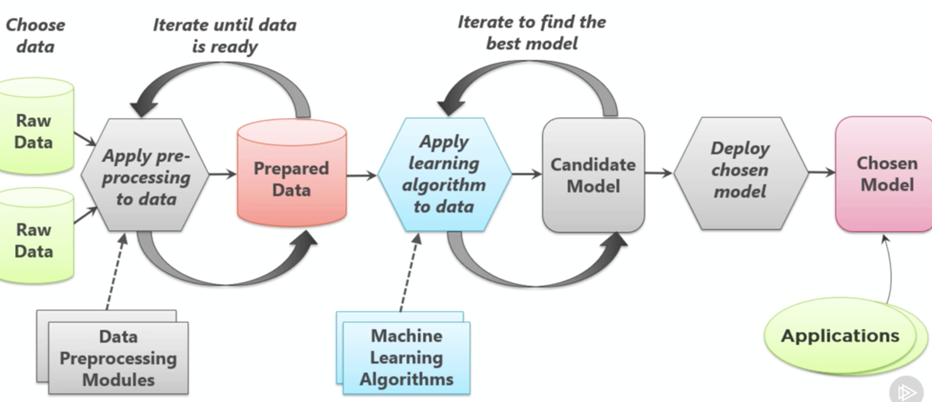 Choose
data
Iterate until data
is ready
Iterate to find the
best model
Raw
Data
Raw
Data
Apply pre-
processing
to data
Prepared
Data
Apply
learning
algorithm
to data
Candidate
Model
Deploy
chosen
model
Chosen
Model
Data
Preprocessing
Modules
Machine
Learning
Algorithms
Applications